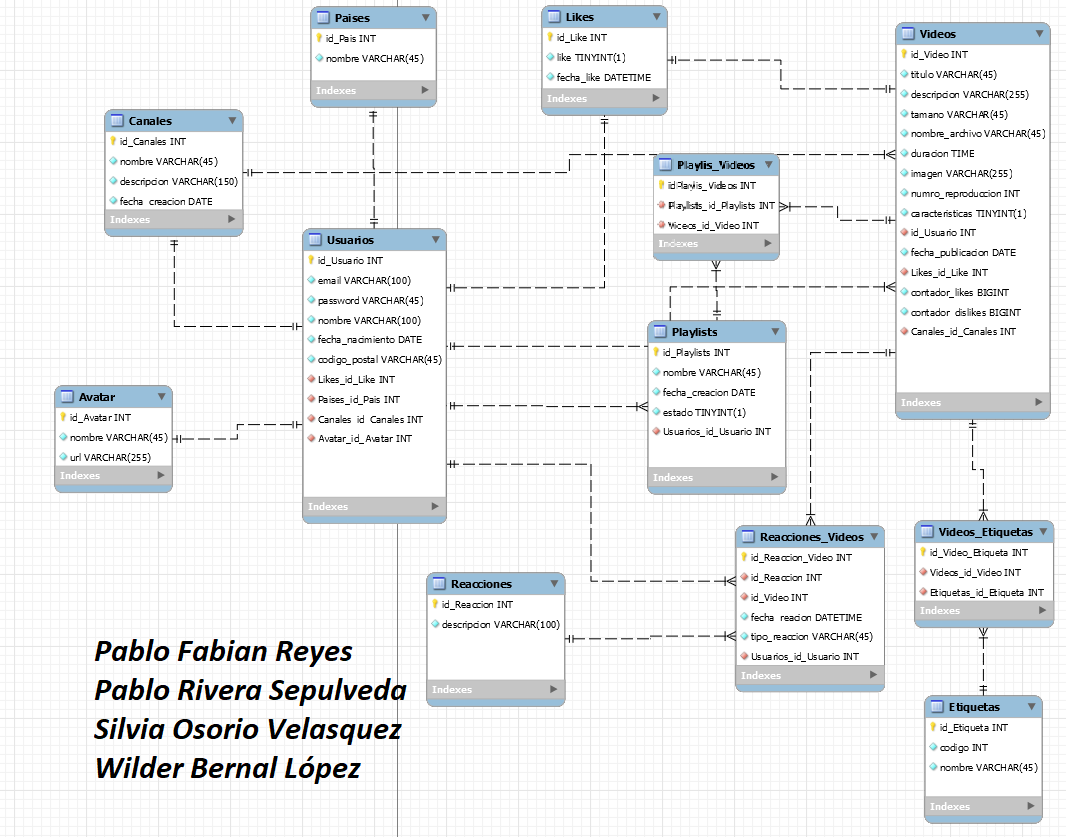 Paises
id_Pais INT
nombre VARCHAR(45)
Indexes
Likes
id_Like INT
like TINYINT(1)
fecha_like DATETIME
Indexes
Videos
id_Video INT
titulo VARCHAR(45)
descripcion VARCHAR(255)
tamano VARCHAR(45)
nombre_archivo VARCHAR(45)
duracion TIME
imagen VARCHAR(255)
numro_reproduccion INT
caracteristicas TINYINT(1)
id_Usuario INT
fecha_publicacion DATE
Likes_id_Like INT
contador_likes BIGINT
contador_dislikes BIGINT
Canales_id_Canales INT
Indexes
Canales
id_Canales INT
nombre VARCHAR(45)
descripcion VARCHAR(150)
fecha_creacion DATE
Indexes
Playlis_Videos
idPlaylis_Videos INT
Playlists_id_Playlists INT
Videos_id_Video INT
Indexes
Usuarios
id_Usuario INT
email VARCHAR(100)
password VARCHAR(45)
nombre VARCHAR(100)
fecha_nacimiento DATE
codigo_postal VARCHAR(45)
Likes_id_Like INT
Paises_id_Pais INT
Canales_id_Canales INT
Avatar_id_Avatar INT
Indexes
Playlists
id_Playlists INT
nombre VARCHAR(45)
fecha_creacion DATE
estado TINYINT(1)
Usuarios_id_Usuario INT
Indexes
Avatar
id_Avatar INT
nombre VARCHAR(45)
url VARCHAR(255)
Indexes
Reacciones_Videos
id_Reaccion_Video INT
id_Reaccion INT
id_Video INT
fecha_reacion DATETIME
tipo_reaccion VARCHAR(45)
Usuarios_id_Usuario INT
Indexes
Videos_Etiquetas
id_Video_Etiqueta INT
Videos_id_Video INT
Etiquetas_id_Etiqueta INT
Indexes
Reacciones
id_Reaccion INT
descripcion VARCHAR(100)
Indexes
Etiquetas
id_Etiqueta INT
codigo INT
nombre VARCHAR(45)
Indexes
Pablo Fabian Reyes
Pablo Rivera Sepulveda
Silvia Osorio Velasquez
Wilder Bernal López